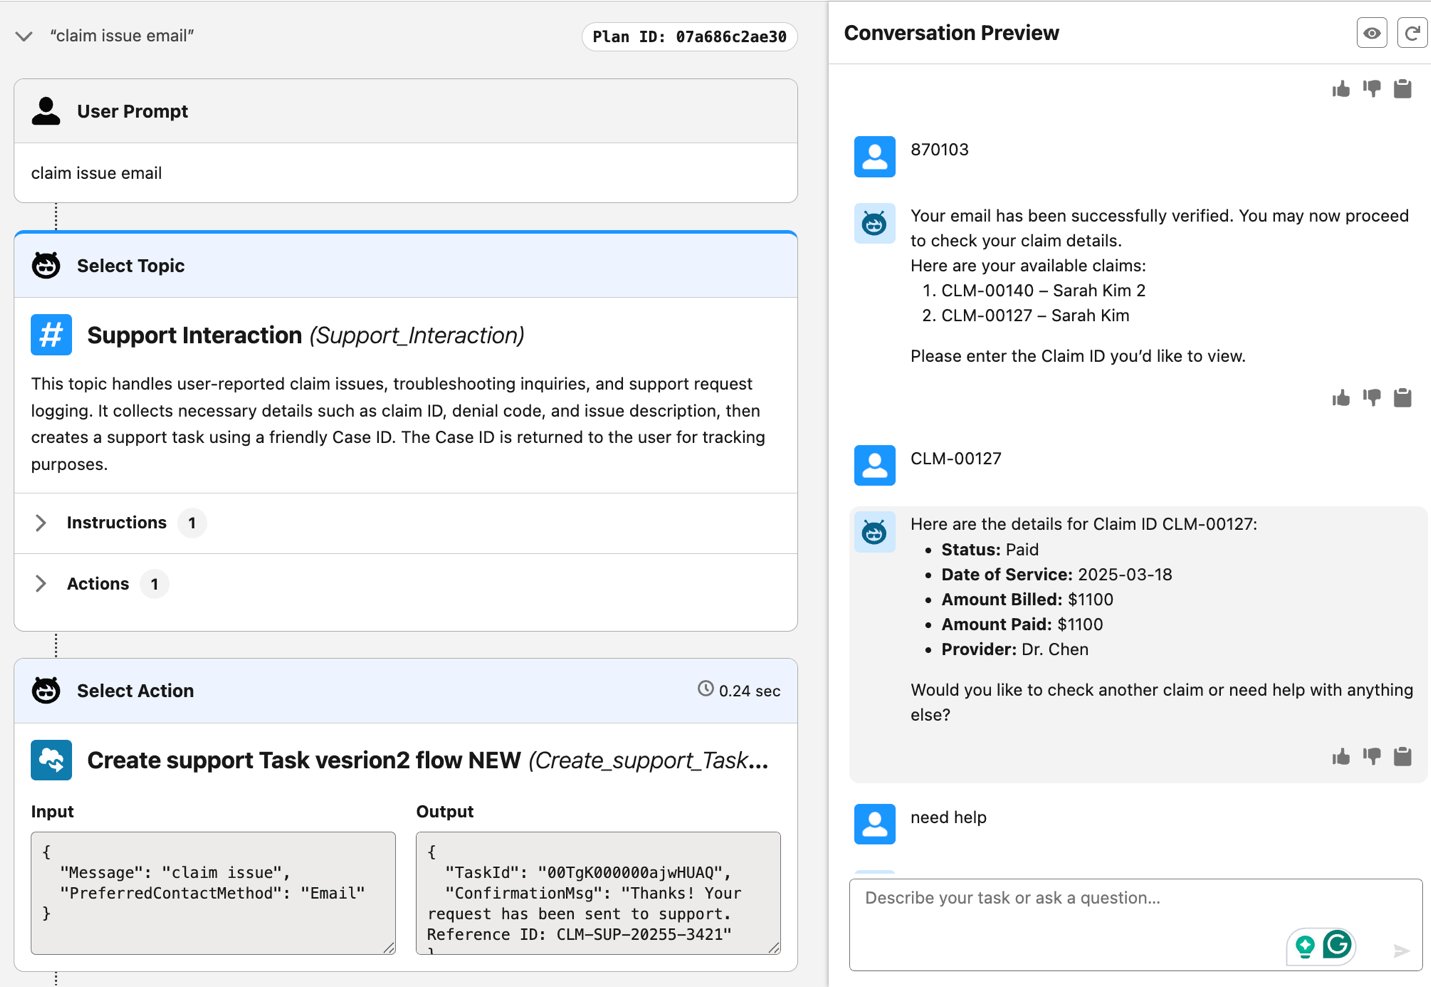 “claim issue email”
Plan ID: 07a686c2ae30
User Prompt
claim issue email
Select Topic
# Support Interaction (Support_Interaction)
This topic handles user-reported claim issues, troubleshooting inquiries, and support request
logging. It collects necessary details such as claim ID, denial code, and issue description, then
creates a support task using a friendly Case ID. The Case ID is returned to the user for tracking
purposes.
Instructions 1
Actions 1
Select Action
0.24 sec
Create support Task vesrion2 flow NEW (Create_support_Task...
Input
{
"Message": "claim issue",
"PreferredContactMethod": "Email"
}
Output
{
"TaskId": "00TgK000000ajwHUAQ",
"ConfirmationMsg": "Thanks! Your
request has been sent to support.
Reference ID: CLM-SUP-20255-3421"
}
Conversation Preview
870103
Your email has been successfully verified. You may now proceed
to check your claim details.
Here are your available claims:
1. CLM-00140 – Sarah Kim 2
2. CLM-00127 – Sarah Kim
Please enter the Claim ID you’d like to view.
CLM-00127
Here are the details for Claim ID CLM-00127:
• Status: Paid
• Date of Service: 2025-03-18
• Amount Billed: $1100
• Amount Paid: $1100
• Provider: Dr. Chen
Would you like to check another claim or need help with anything
else?
need help
Describe your task or ask a question...